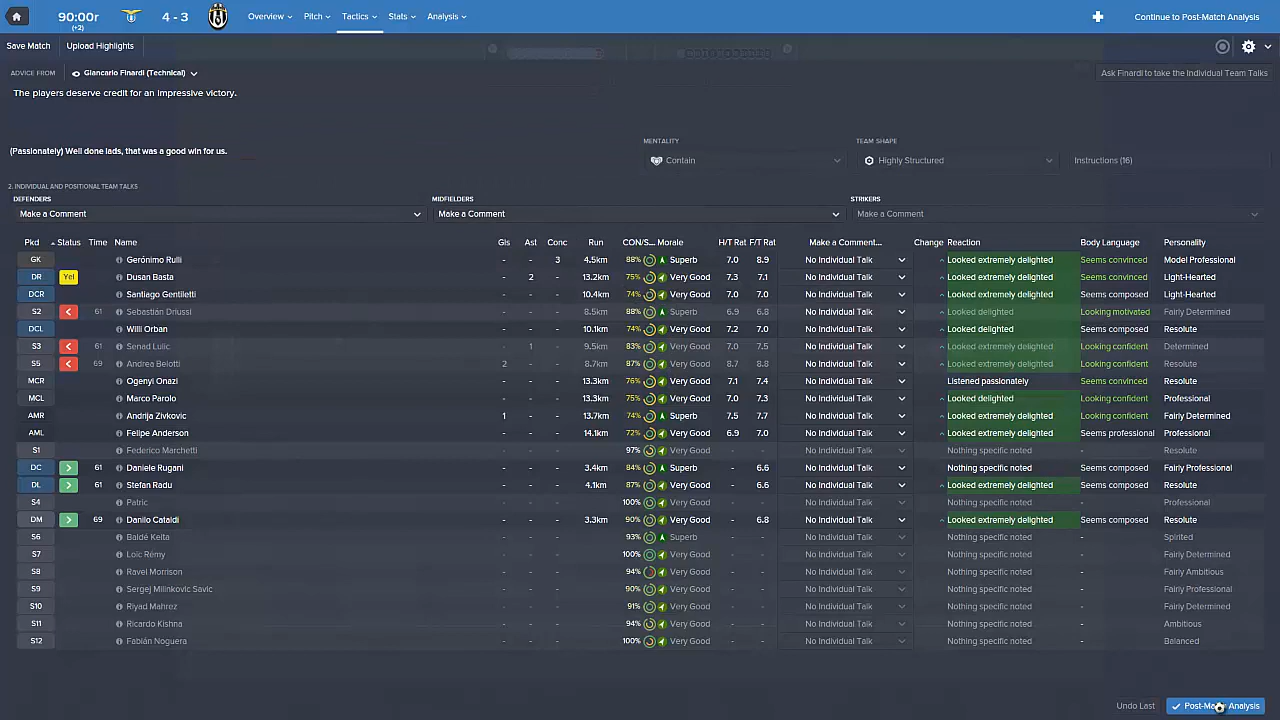 90:00r
(+2)
4 - 3
Overview
Pitch
Tactics
Stats
Analysis
Continue to Post-Match Analysis
Save Match
Upload Highlights
ADVICE FROM
Giancarlo Finardi (Technical)
Ask Finardi to take the Individual Team Talks
The players deserve credit for an impressive victory.
(Passionately) Well done lads, that was a good win for us.
MENTALITY
TEAM SHAPE
Contain
Highly Structured
Instructions (16)
2. INDIVIDUAL AND POSITIONAL TEAM TALKS
DEFENDERS
MIDFIELDERS
STRIKERS
Make a Comment
Make a Comment
Make a Comment
Pkd Status Time Name Gls Ast Conc Run CON/S... Morale H/T Rat F/T Rat Make a Comment... Change Reaction Body Language Personality
GK Gerónimo Rulli - - 3 4.5km 88% Superb 7.0 8.9 No Individual Talk Looked extremely delighted Seems convinced Model Professional
DR Yel Dusan Basta - 2 - 13.2km 75% Very Good 7.3 7.1 No Individual Talk Looked extremely delighted Seems convinced Light-Hearted
DCR Santiago Gentiletti - - - 10.4km 74% Very Good 7.0 7.0 No Individual Talk Looked extremely delighted Seems composed Light-Hearted
S2 61 Sebastián Driussi - - - 8.5km 88% Superb 6.9 6.8 No Individual Talk Looked delighted Looking motivated Fairly Determined
DCL Willi Orban - - - 10.1km 74% Very Good 7.2 7.0 No Individual Talk Looked delighted Seems composed Resolute
S3 61 Senad Lulic - 1 - 9.5km 83% Very Good 7.0 7.5 No Individual Talk Looked extremely delighted Looking confident Determined
S5 69 Andrea Belotti 2 - - 8.7km 87% Very Good 8.7 8.8 No Individual Talk Looked extremely delighted Looking confident Resolute
MCR Ogenyi Onazi - - - 13.3km 76% Very Good 7.1 7.4 No Individual Talk Listened passionately Seems convinced Resolute
MCL Marco Parolo - - - 13.3km 75% Very Good 7.0 7.3 No Individual Talk Looked delighted Looking confident Professional
AMR Andrija Zivkovic 1 - - 13.7km 74% Superb 7.5 7.7 No Individual Talk Looked extremely delighted Looking confident Fairly Determined
AML Felipe Anderson - - - 14.1km 72% Very Good 6.9 7.0 No Individual Talk Looked extremely delighted Seems professional Professional
S1 Federico Marchetti - - - 97% Very Good - - No Individual Talk Nothing specific noted - Resolute
DC 61 Daniele Rugani - - - 3.4km 84% Superb - 6.6 No Individual Talk Nothing specific noted Seems composed Fairly Professional
DL 61 Stefan Radu - - - 4.1km 87% Very Good - 6.6 No Individual Talk Looked extremely delighted Seems composed Resolute
S4 Patric - - - 100% Very Good - - No Individual Talk Nothing specific noted - Professional
DM 69 Danilo Cataldi - - - 3.3km 90% Very Good - 6.8 No Individual Talk Looked extremely delighted Seems composed Resolute
S6 Baldé Keita - - - 93% Superb - - No Individual Talk Nothing specific noted - Spirited
S7 Loïc Rémy - - - 100% Very Good - - No Individual Talk Nothing specific noted - Fairly Determined
S8 Ravel Morrison - - - 94% Very Good - - No Individual Talk Nothing specific noted - Fairly Ambitious
S9 Sergej Milinkovic Savic - - - 90% Very Good - - No Individual Talk Nothing specific noted - Fairly Professional
S10 Riyad Mahrez - - - 91% Very Good - - No Individual Talk Nothing specific noted - Fairly Determined
S11 Ricardo Kishna - - - 94% Very Good - - No Individual Talk Nothing specific noted - Ambitious
S12 Fabián Noguera - - - 100% Very Good - - No Individual Talk Nothing specific noted - Balanced
Undo Last
Post-Match Analysis